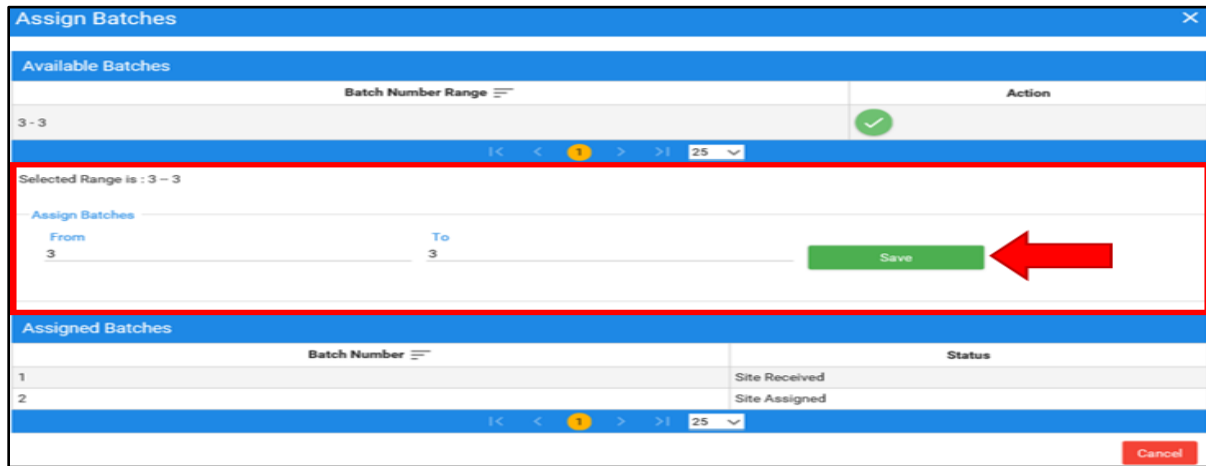 Assign Batches ×
Available Batches
Batch Number Range Action
3 - 3
|< < 1 > >| 25
Selected Range is : 3 – 3
Assign Batches
From To
3 3 Save
Assigned Batches
Batch Number Status
1 Site Received
2 Site Assigned
|< < 1 > >| 25
Cancel